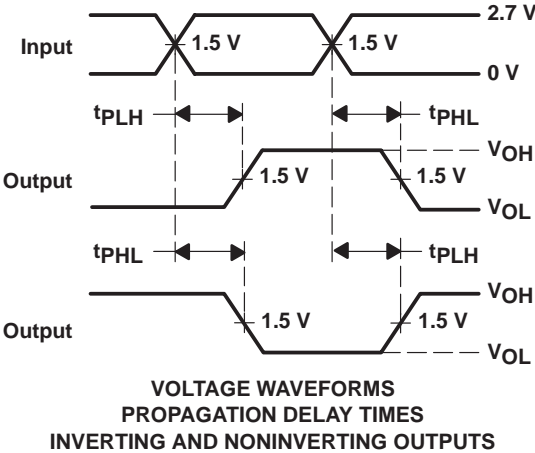 2.7 V
Input 1.5 V 1.5 V
0 V
tPLH tPHL
VOH
Output 1.5 V 1.5 V
VOL
tPHL tPLH
VOH
Output 1.5 V 1.5 V
VOL
VOLTAGE WAVEFORMS
PROPAGATION DELAY TIMES
INVERTING AND NONINVERTING OUTPUTS